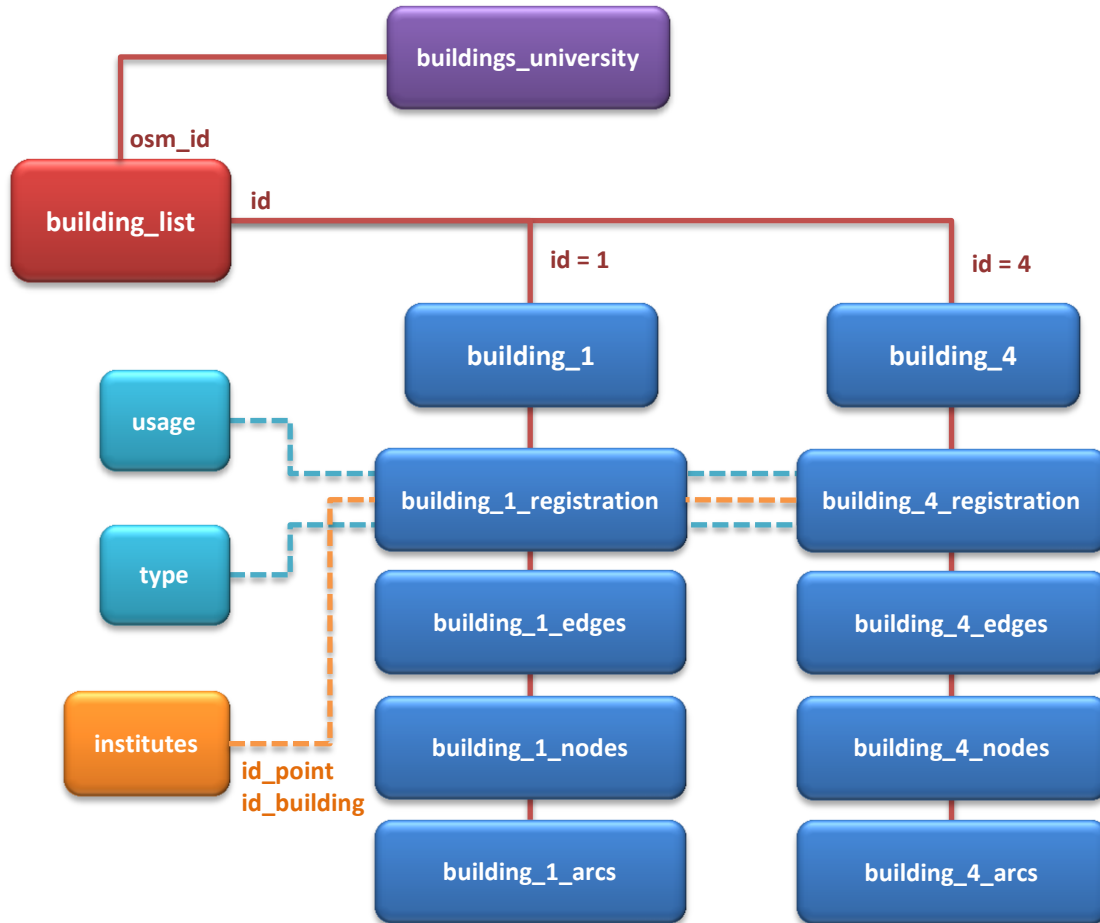 buildings_university
osm_id
building_list
id
id = 1
id = 4
building_1
building_4
usage
building_1_registration
building_4_registration
type
building_1_edges
building_4_edges
institutes
id_point
id_building
building_1_nodes
building_4_nodes
building_1_arcs
building_4_arcs